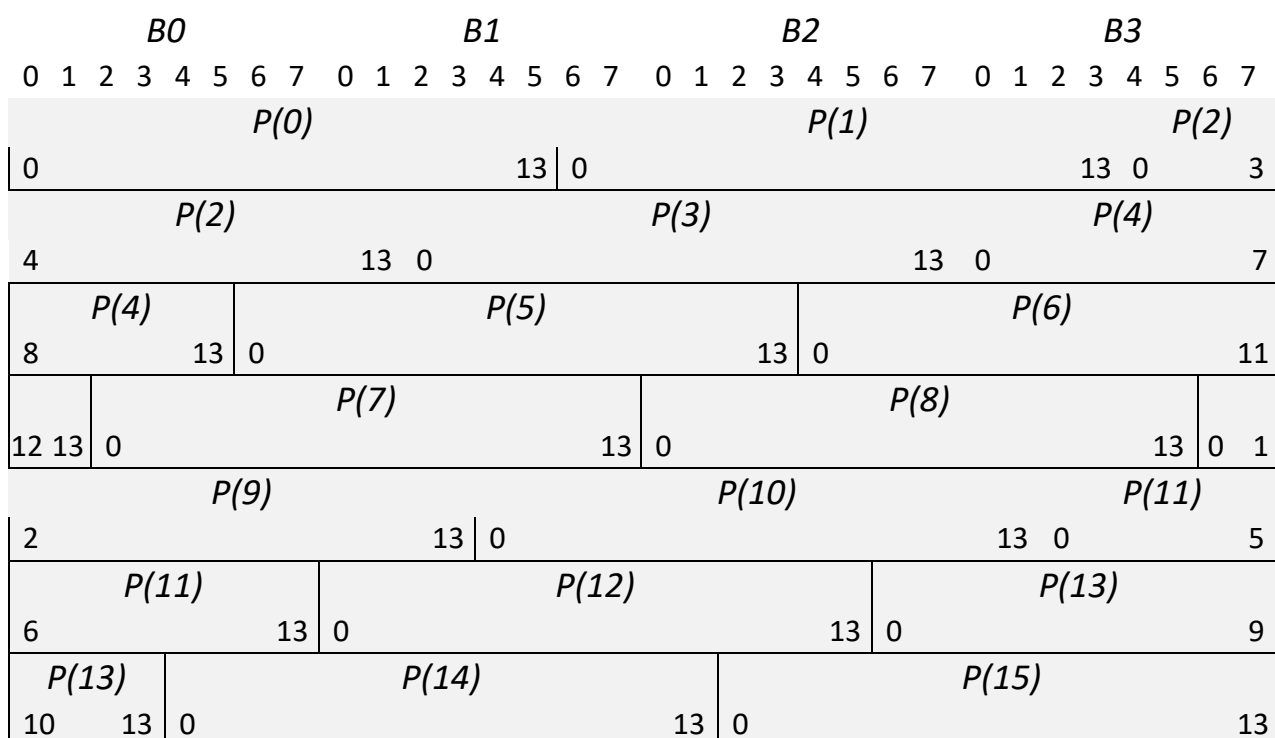 B0 B1 B2 B3
0 1 2 3 4 5 6 7 0 1 2 3 4 5 6 7 0 1 2 3 4 5 6 7 0 1 2 3 4 5 6 7
P(0) P(1) P(2)
0 13 0 13 0 3
P(2) P(3) P(4)
4 13 0 13 0 7
P(4) P(5) P(6)
8 13 0 13 0 11
P(7) P(8)
12 13 0 13 0 13 0 1
P(9) P(10) P(11)
2 13 0 13 0 5
P(11) P(12) P(13)
6 13 0 13 0 9
P(13) P(14) P(15)
10 13 0 13 0 13